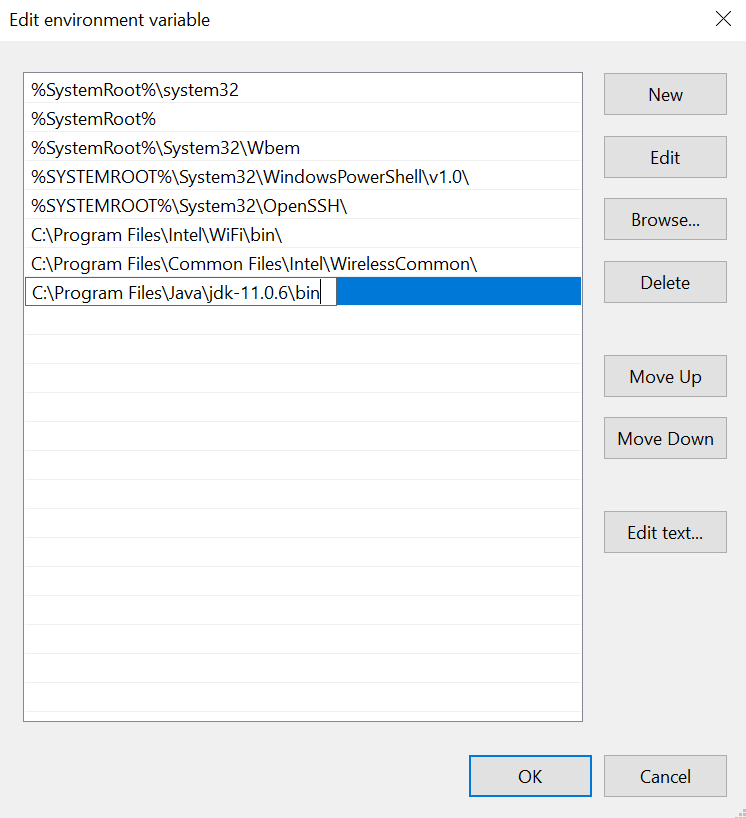 Edit environment variable
%SystemRoot%\system32
%SystemRoot%
%SystemRoot%\System32\Wbem
%SYSTEMROOT%\System32\WindowsPowerShell\v1.0\
%SYSTEMROOT%\System32\OpenSSH\
C:\Program Files\Intel\WiFi\bin\
C:\Program Files\Common Files\Intel\WirelessCommon\
C:\Program Files\Java\jdk-11.0.6\bin
New
Edit
Browse...
Delete
Move Up
Move Down
Edit text...
OK
Cancel